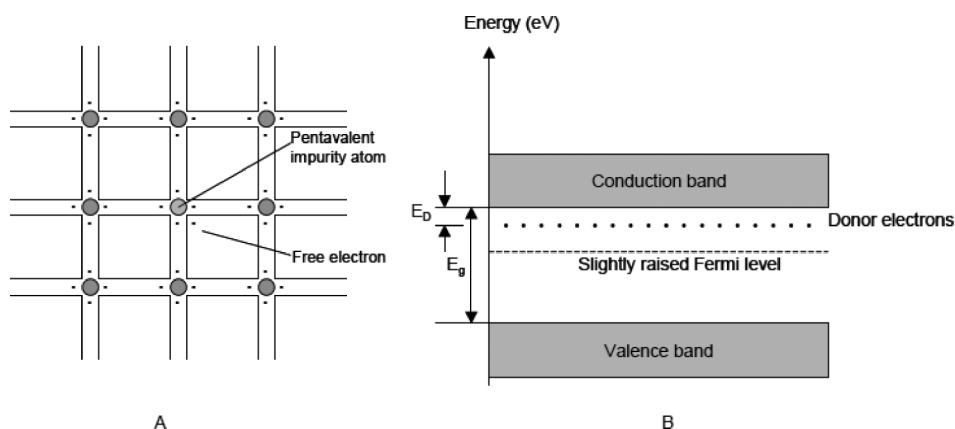 Energy (eV)
Pentavalent
impurity atom
Free electron
Conduction band
E_D
Donor electrons
E_g
Slightly raised Fermi level
Valence band
A
B